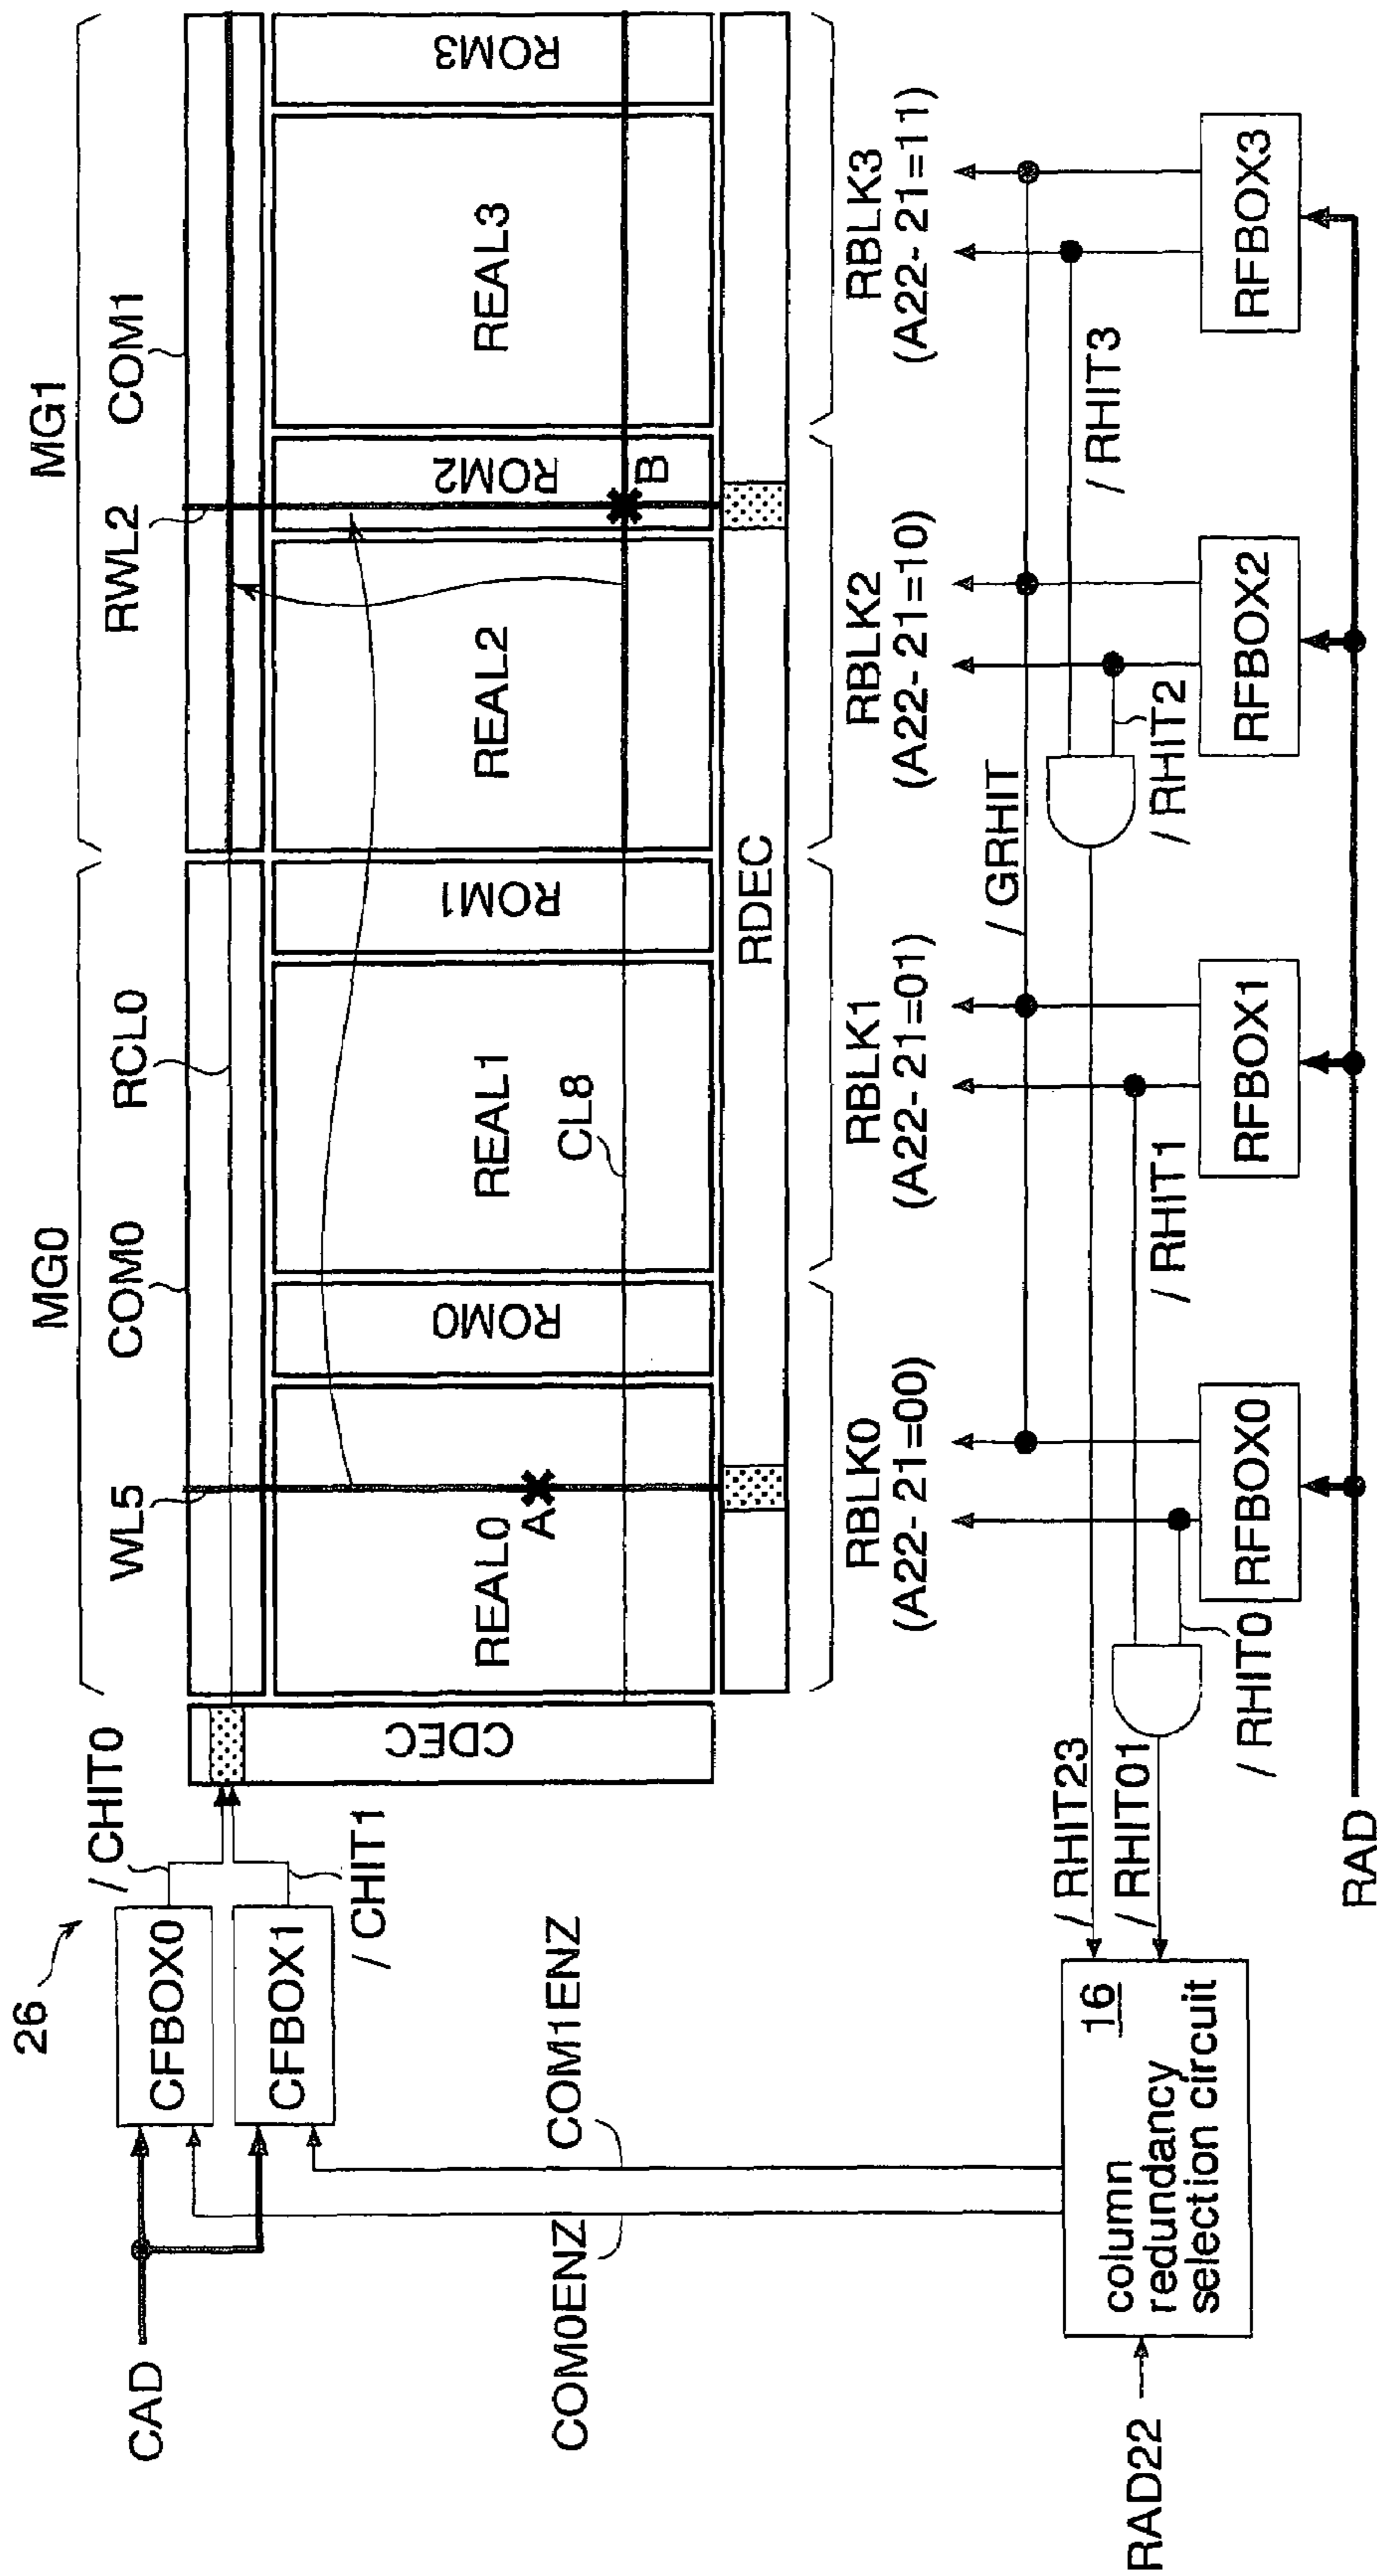 26
MG0
MG1
/CHIT0
WL5
COM0
RCL0
RWL2
COM1
CAD
CFBOX0
CFBOX1
/CHIT1
CDEC
REAL0
ROM0
REAL1
ROM1
REAL2
ROM2
REAL3
ROM3
A
CL8
B
RDEC
COM0ENZ
COM1ENZ
RBLK0
(A22-21=00)
RBLK1
(A22-21=01)
RBLK2
(A22-21=10)
RBLK3
(A22-21=11)
/GRHIT
/RHIT23
/RHIT01
/RHIT0
/RHIT1
/RHIT2
/RHIT3
RAD22
16
column
redundancy
selection circuit
RFBOX0
RFBOX1
RFBOX2
RFBOX3
RAD